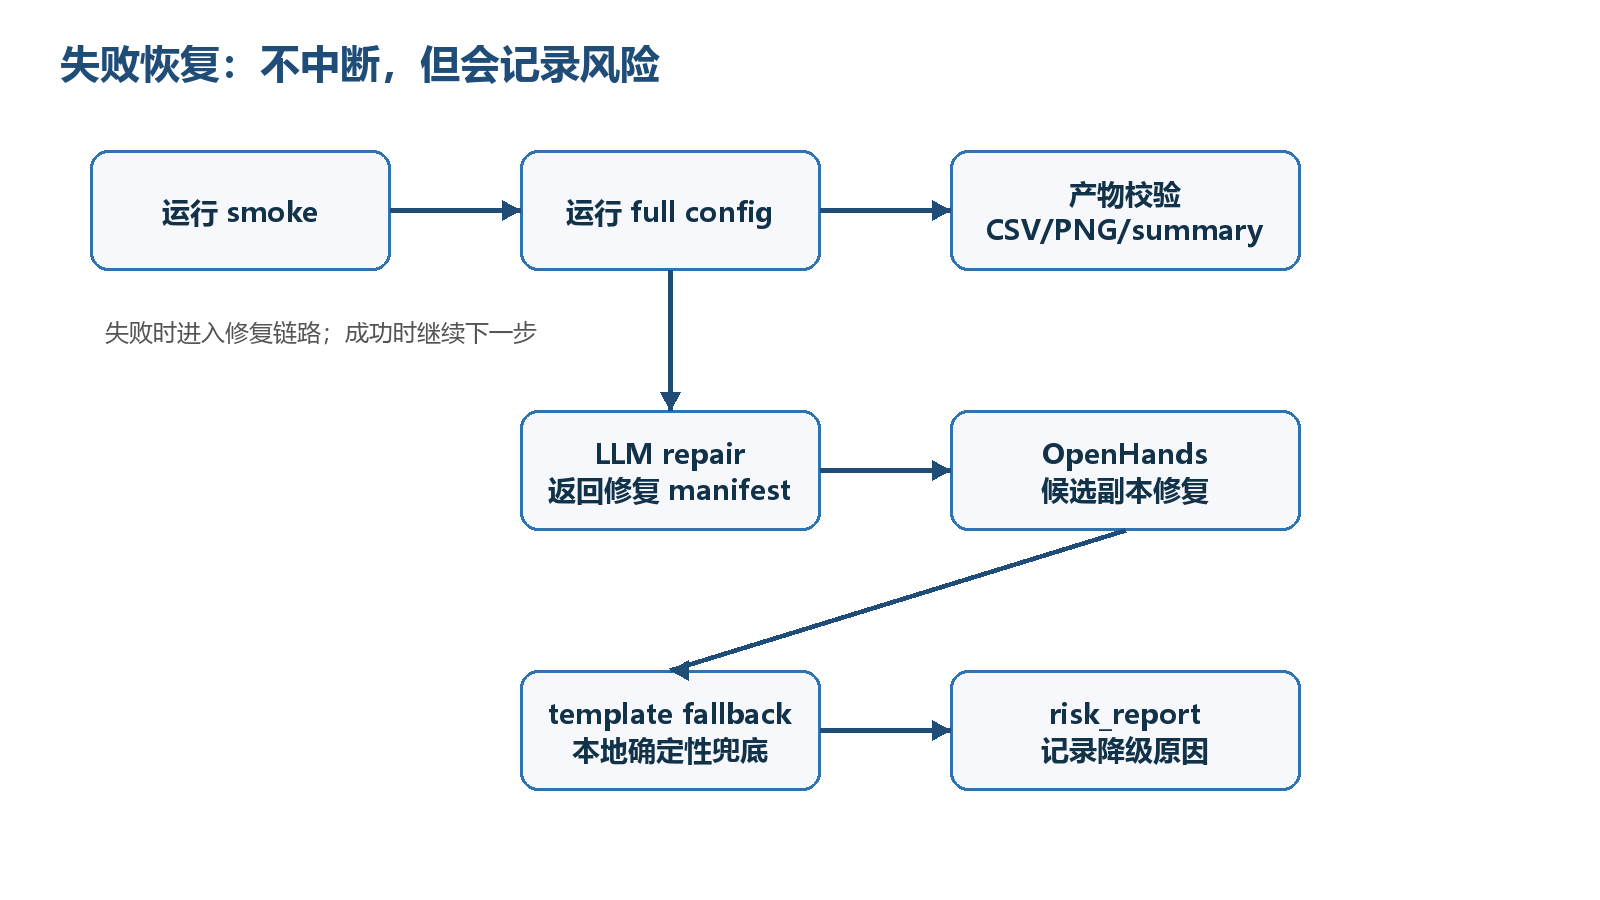 失败恢复：不中断，但会记录风险
运行 smoke
运行 full config
产物校验
CSV/PNG/summary
失败时进入修复链路；成功时继续下一步
LLM repair
返回修复 manifest
OpenHands
候选副本修复
template fallback
本地确定性兜底
risk_report
记录降级原因